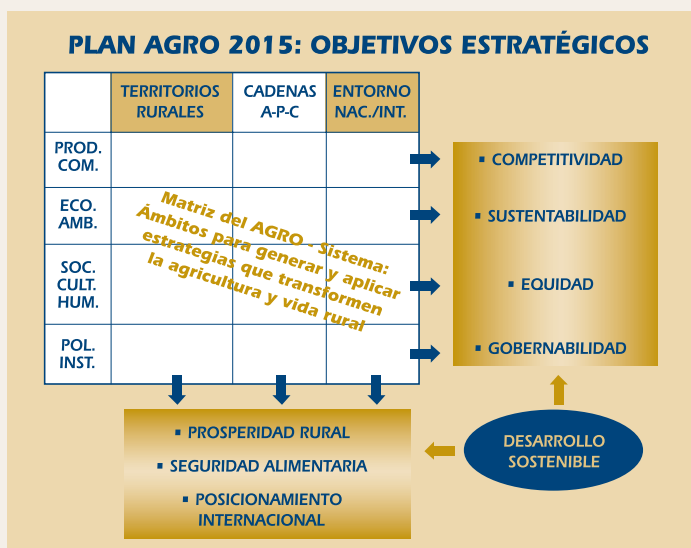 PLAN AGRO 2015: OBJETIVOS ESTRATÉGICOS
TERRITORIOS
RURALES
CADENAS
A-P-C
ENTORNO
NAC./INT.
PROD.
COM.
ECO.
AMB.
SOC.
CULT.
HUM.
POL.
INST.
Matriz del AGRO - Sistema:
Ámbitos para generar y aplicar
estrategias que transformen
la agricultura y vida rural
▪ COMPETITIVIDAD
▪ SUSTENTABILIDAD
▪ EQUIDAD
▪ GOBERNABILIDAD
▪ PROSPERIDAD RURAL
▪ SEGURIDAD ALIMENTARIA
▪ POSICIONAMIENTO
INTERNACIONAL
DESARROLLO
SOSTENIBLE